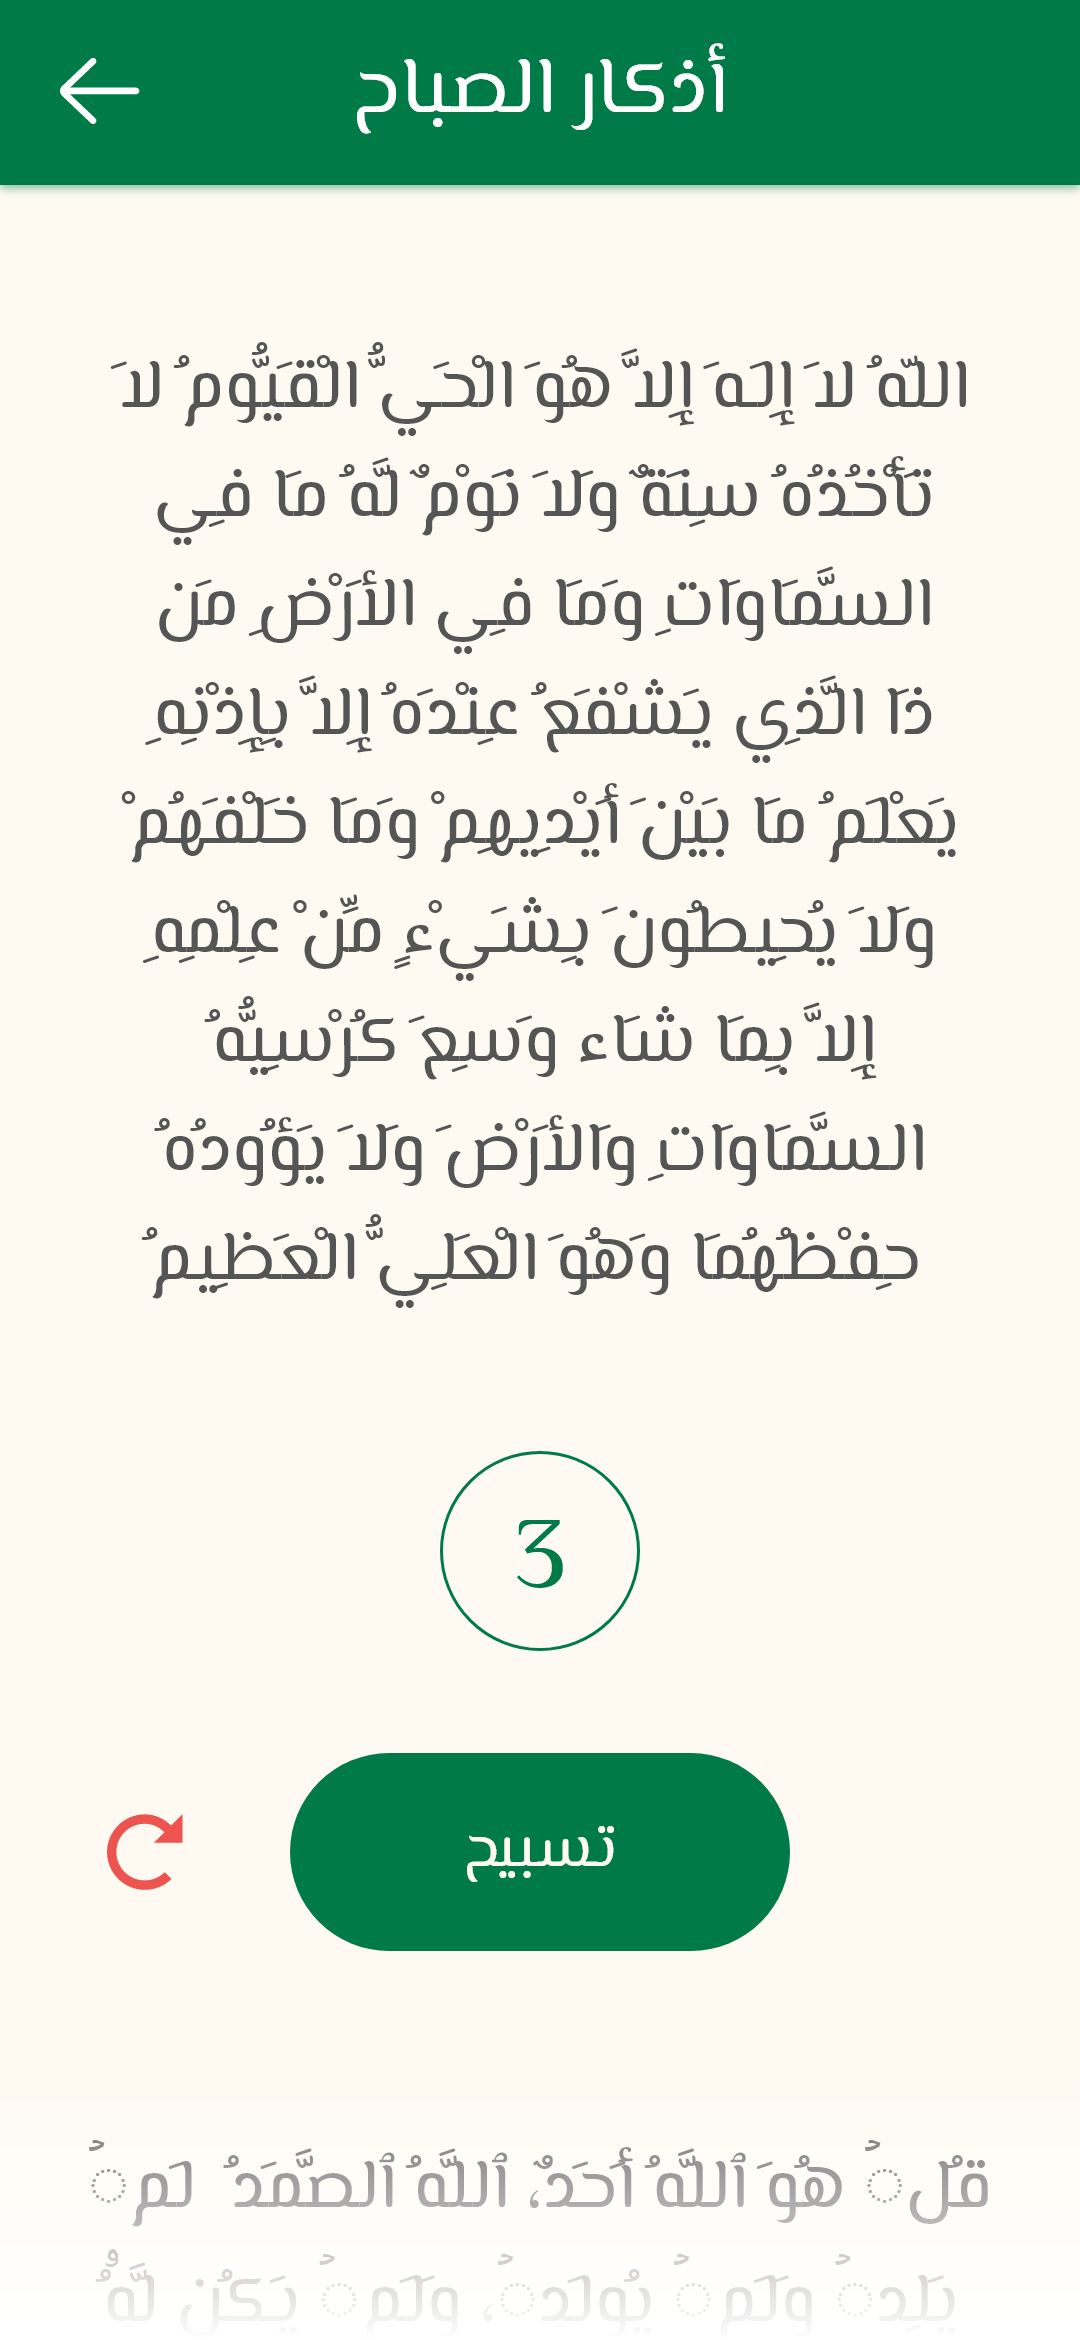 أذكار الصباح
اللّهُ لاَ إِلَـهَ إِلاَّ هُوَ الْحَيُّ الْقَيُّومُ لاَ
تَأْخُذُهُ سِنَةٌ وَلاَ نَوْمٌ لَّهُ مَا فِي
السَّمَاوَاتِ وَمَا فِي الأَرْضِ مَن
ذَا الَّذِي يَشْفَعُ عِنْدَهُ إِلاَّ بِإِذْنِهِ
يَعْلَمُ مَا بَيْنَ أَيْدِيهِمْ وَمَا خَلْفَهُمْ
وَلاَ يُحِيطُونَ بِشَيْءٍ مِّنْ عِلْمِهِ
إِلاَّ بِمَا شَاء وَسِعَ كُرْسِيُّهُ
السَّمَاوَاتِ وَالأَرْضَ وَلاَ يَؤُودُهُ
حِفْظُهُمَا وَهُوَ الْعَلِيُّ الْعَظِيمُ
3
تسبيح
قُلۡ هُوَ ٱللَّهُ أَحَدٌ، ٱللَّهُ ٱلصَّمَدُ لَمۡ
يَلِدۡ وَلَمۡ يُولَدۡ، وَلَمۡ يَكُن لَّهُۥ